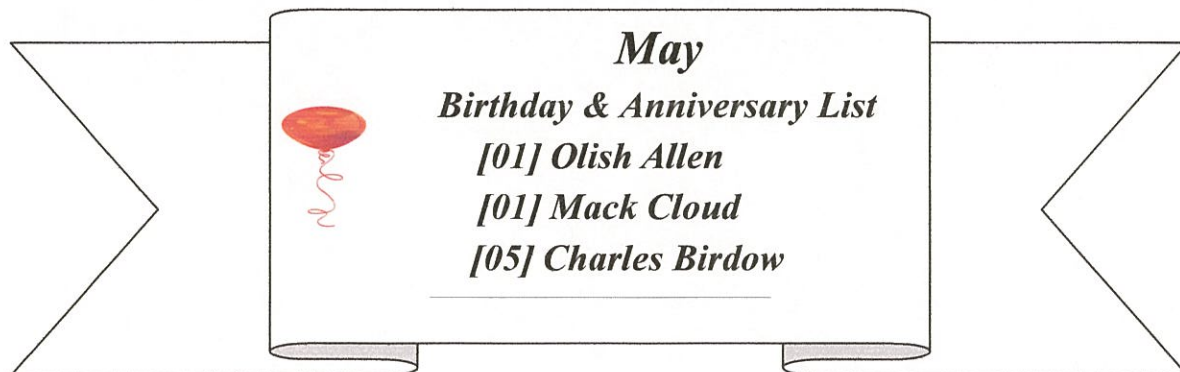 May
Birthday & Anniversary List
[01] Olish Allen
[01] Mack Cloud
[05] Charles Birdow